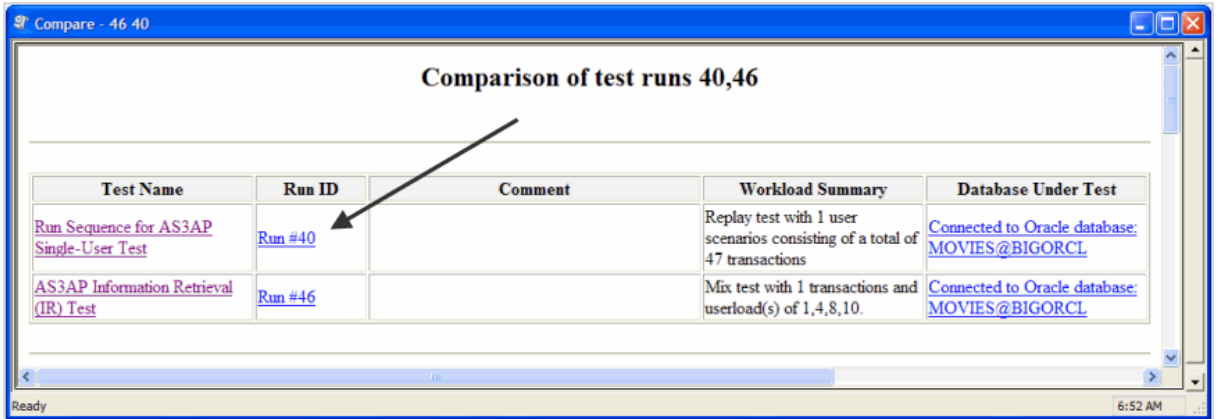 Compare - 46 40
Comparison of test runs 40,46
Test Name Run ID Comment Workload Summary Database Under Test
Run Sequence for AS3AP
Single-User Test
Run #40
Replay test with 1 user
scenarios consisting of a total of
47 transactions
Connected to Oracle database:
MOVIES@BIGORCL
AS3AP Information Retrieval
(IR) Test
Run #46
Mix test with 1 transactions and
userload(s) of 1,4,8,10.
Connected to Oracle database:
MOVIES@BIGORCL
Ready 6:52 AM